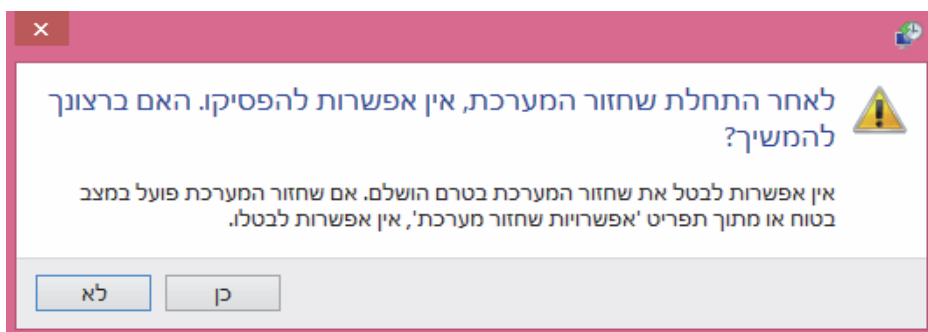 לאחר התחלת שחזור המערכת, אין אפשרות להפסיקו. האם ברצונך
להמשיך?
אין אפשרות לבטל את שחזור המערכת בטרם הושלם. אם שחזור המערכת פועל במצב
בטוח או מתוך תפריט 'אפשרויות שחזור מערכת', אין אפשרות לבטלו.
כן
לא